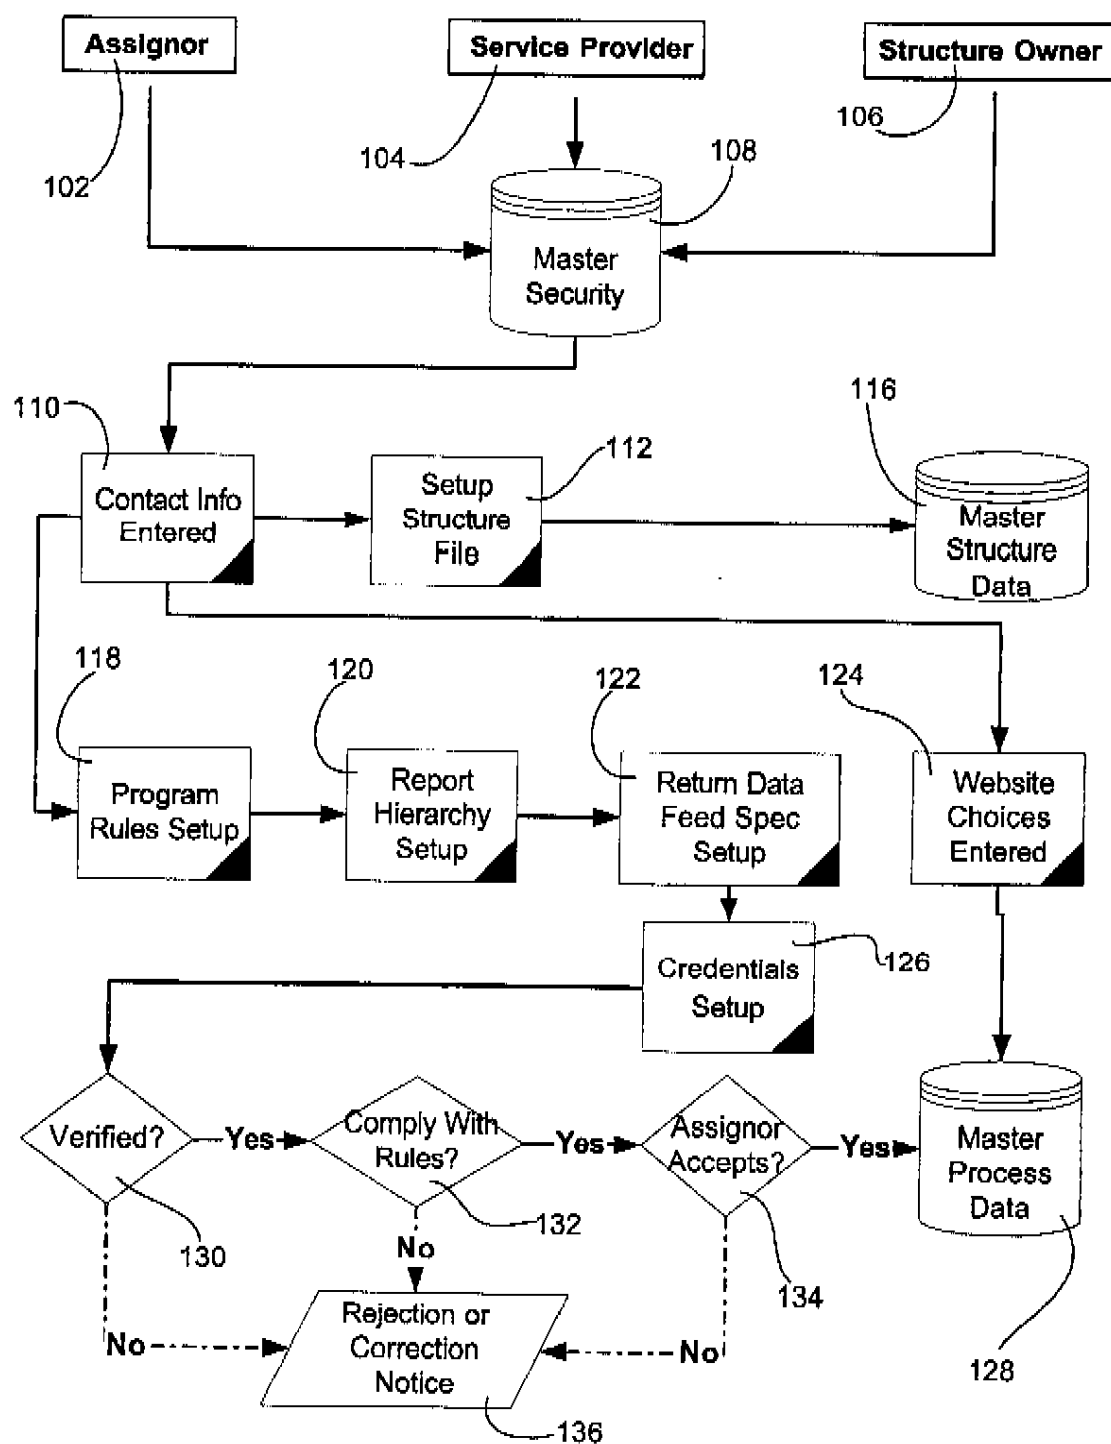 Assignor
Service Provider
Structure Owner
102
104
106
108
Master
Security
110
112
116
Contact Info
Entered
Setup
Structure
File
Master
Structure
Data
118
120
122
124
Program
Rules Setup
Report
Hierarchy
Setup
Return Data
Feed Spec
Setup
Website
Choices
Entered
126
Credentials
Setup
Verified?
Yes
Comply With
Rules?
Yes
Assignor
Accepts?
Yes
Master
Process
Data
130
132
134
128
No
No
No
Rejection or
Correction
Notice
136